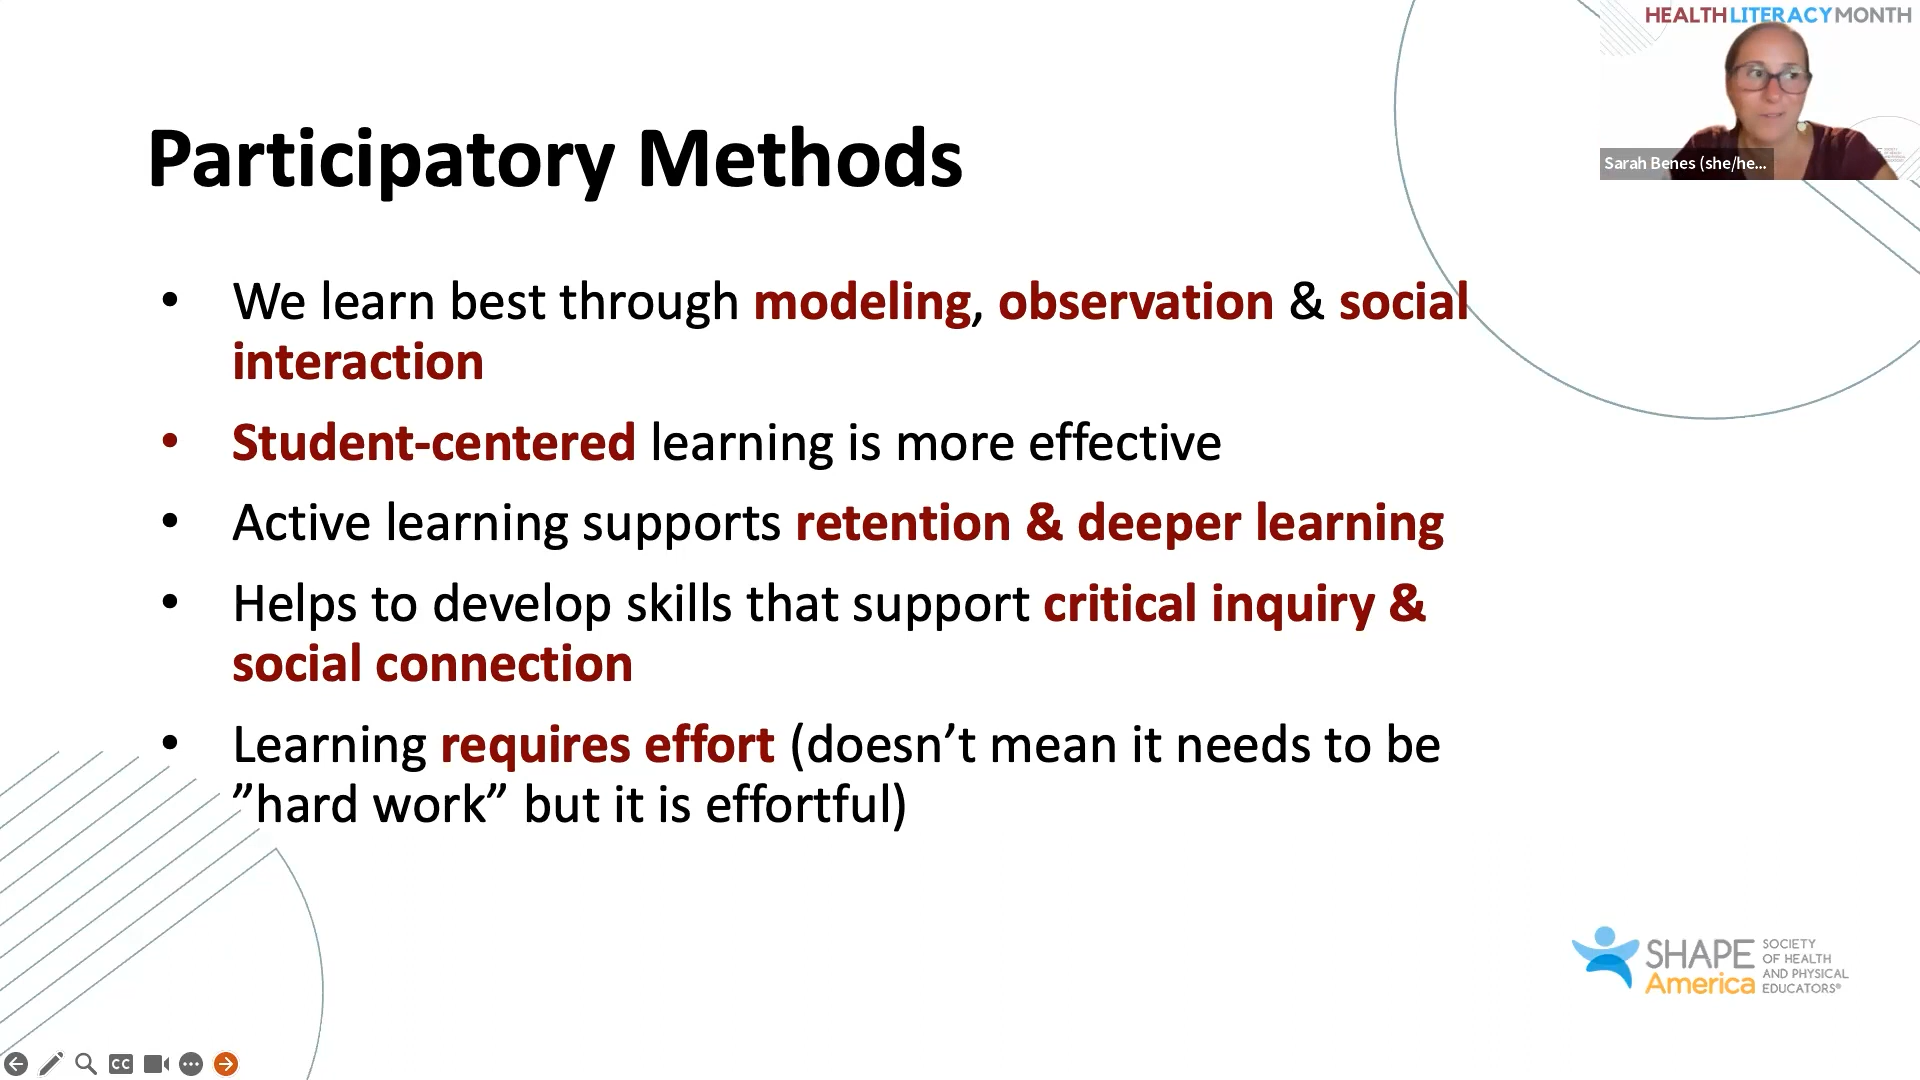 HEALTHLITERACYMONTH
Sarah Benes (she/he...
Participatory Methods
• We learn best through modeling, observation & social
interaction
• Student-centered learning is more effective
• Active learning supports retention & deeper learning
• Helps to develop skills that support critical inquiry &
social connection
• Learning requires effort (doesn’t mean it needs to be
”hard work” but it is effortful)
SHAPE
America
SOCIETY
OF HEALTH
AND PHYSICAL
EDUCATORS®
CC